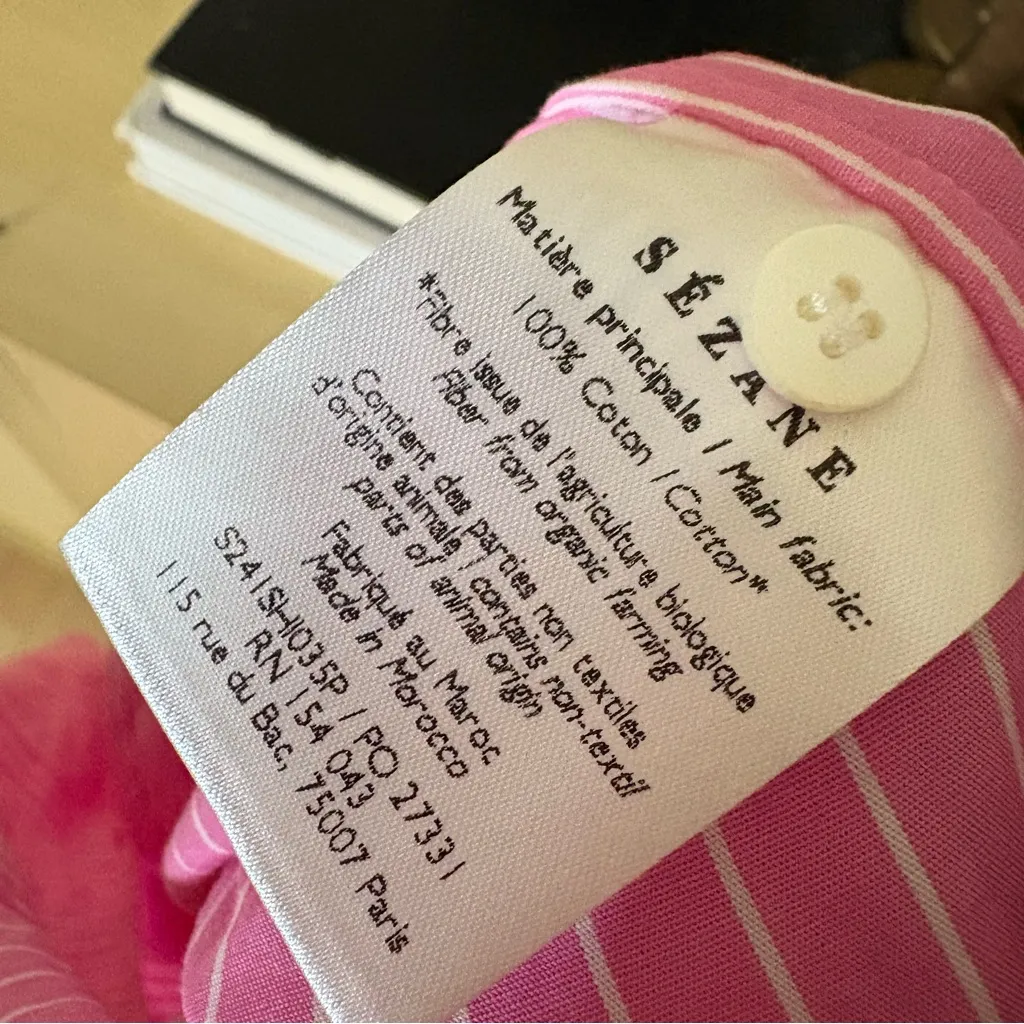 SÉZANE
Matière principale / Main fabric:
100% Coton / Cotton*
*Fibre issue de l'agriculture biologique
Fiber from organic farming
Contient des parties non textiles
d'origine animale / contains non-textil
parts of animal origin
Fabriqué au Maroc
Made in Morocco
S241SHI035P / PO 27331
RN 154 043
115 rue du Bac, 75007 Paris